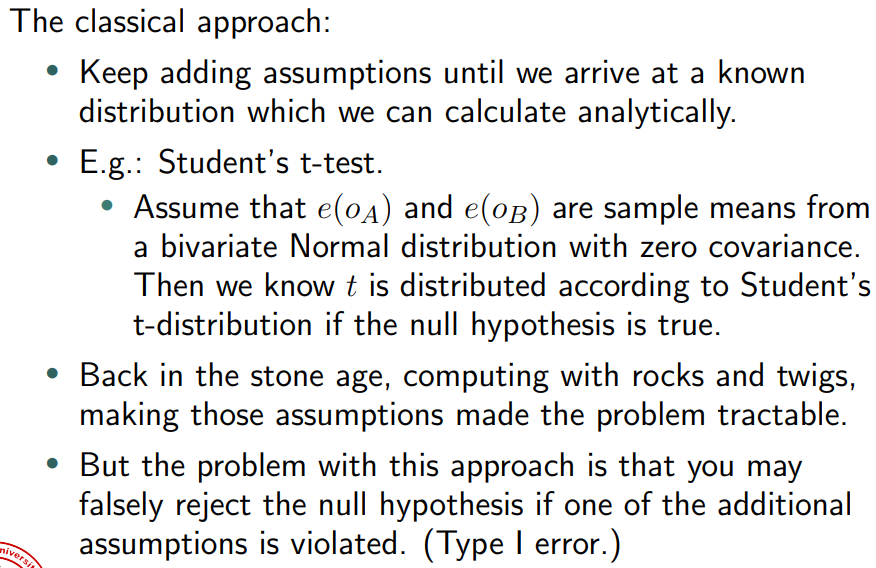 The classical approach:
• Keep adding assumptions until we arrive at a known
distribution which we can calculate analytically.
• E.g.: Student's t-test.
• Assume that e(o_A) and e(o_B) are sample means from
a bivariate Normal distribution with zero covariance.
Then we know t is distributed according to Student's
t-distribution if the null hypothesis is true.
• Back in the stone age, computing with rocks and twigs,
making those assumptions made the problem tractable.
• But the problem with this approach is that you may
falsely reject the null hypothesis if one of the additional
assumptions is violated. (Type I error.)